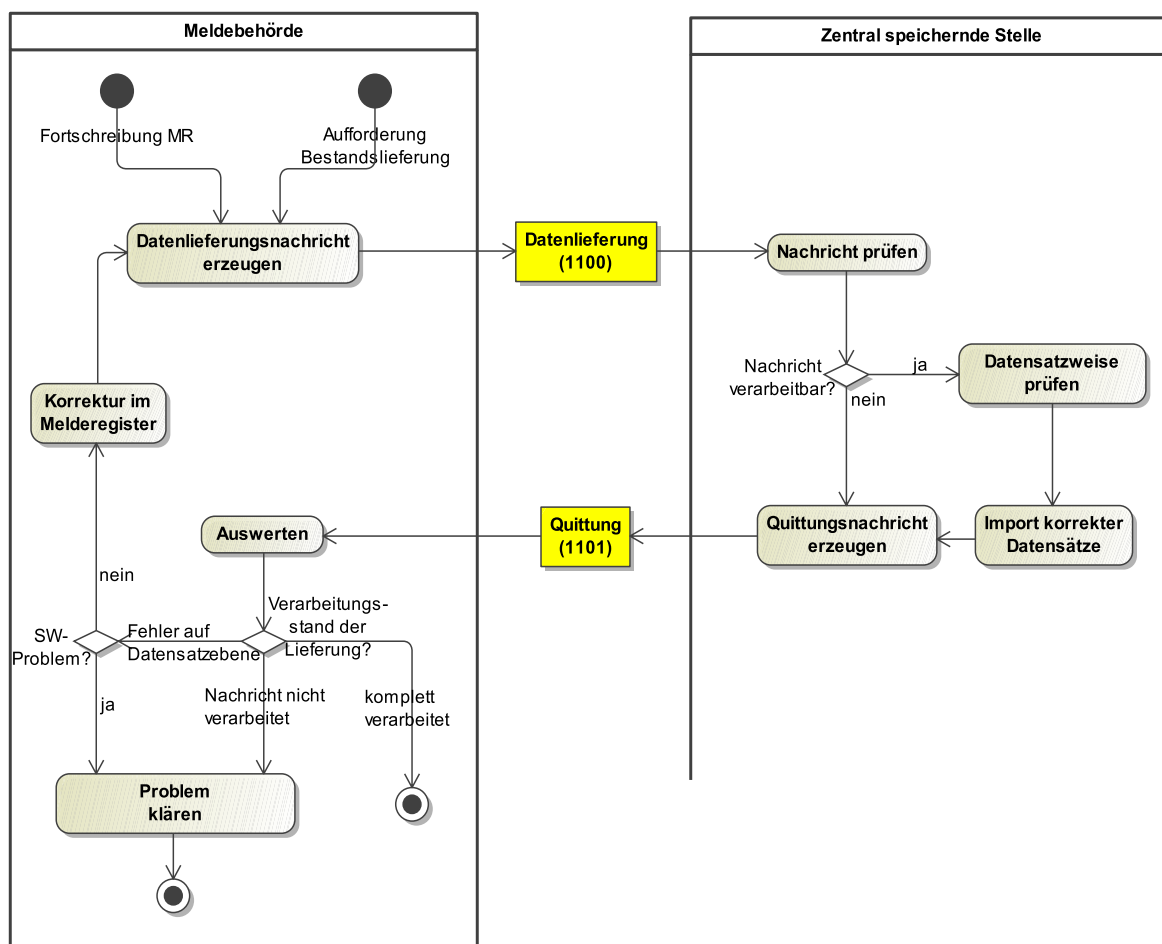 Meldebehörde
Zentral speichernde Stelle
Fortschreibung MR
Aufforderung
Bestandslieferung
Datenlieferungsnachricht
erzeugen
Datenlieferung
(1100)
Nachricht prüfen
Nachricht
verarbeitbar?
ja
nein
Datensatzweise
prüfen
Korrektur im
Melderegister
Auswerten
Quittung
(1101)
Quittungsnachricht
erzeugen
Import korrekter
Datensätze
nein
Verarbeitungs-
stand der
Lieferung?
SW-
Problem?
Fehler auf
Datensatzebene
ja
Nachricht nicht
verarbeitet
komplett
verarbeitet
Problem
klären